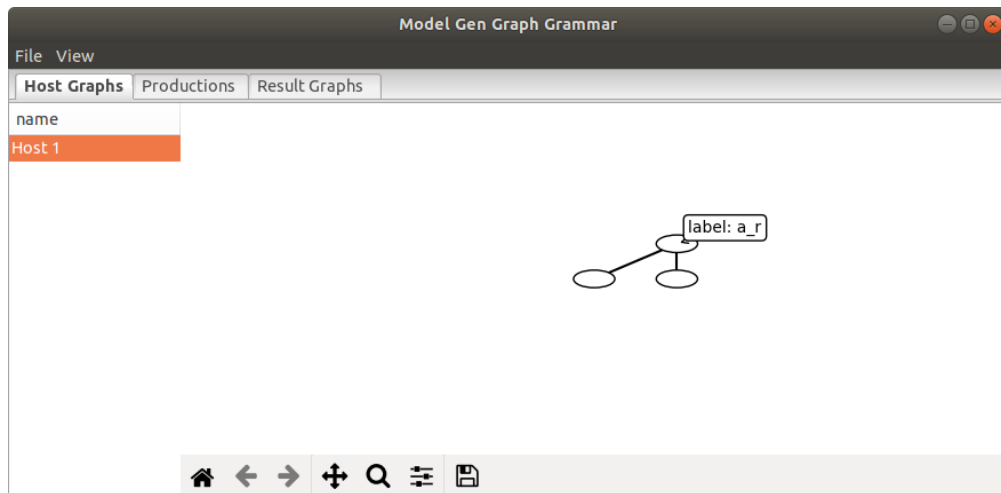 Model Gen Graph Grammar
File View
Host Graphs Productions Result Graphs
name
Host 1
label: a_r